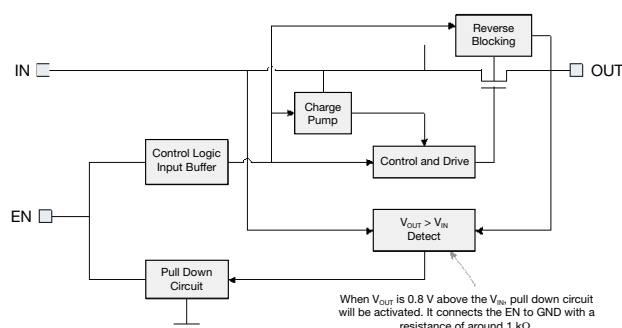 Reverse
Blocking
IN
OUT
Charge
Pump
Control Logic
Input Buffer
Control and Drive
EN
VOUT > VIN
Detect
Pull Down
Circuit
When VOUT is 0.8 V above the VIN, pull down circuit
will be activated. It connects the EN to GND with a
resistance of around 1 kΩ